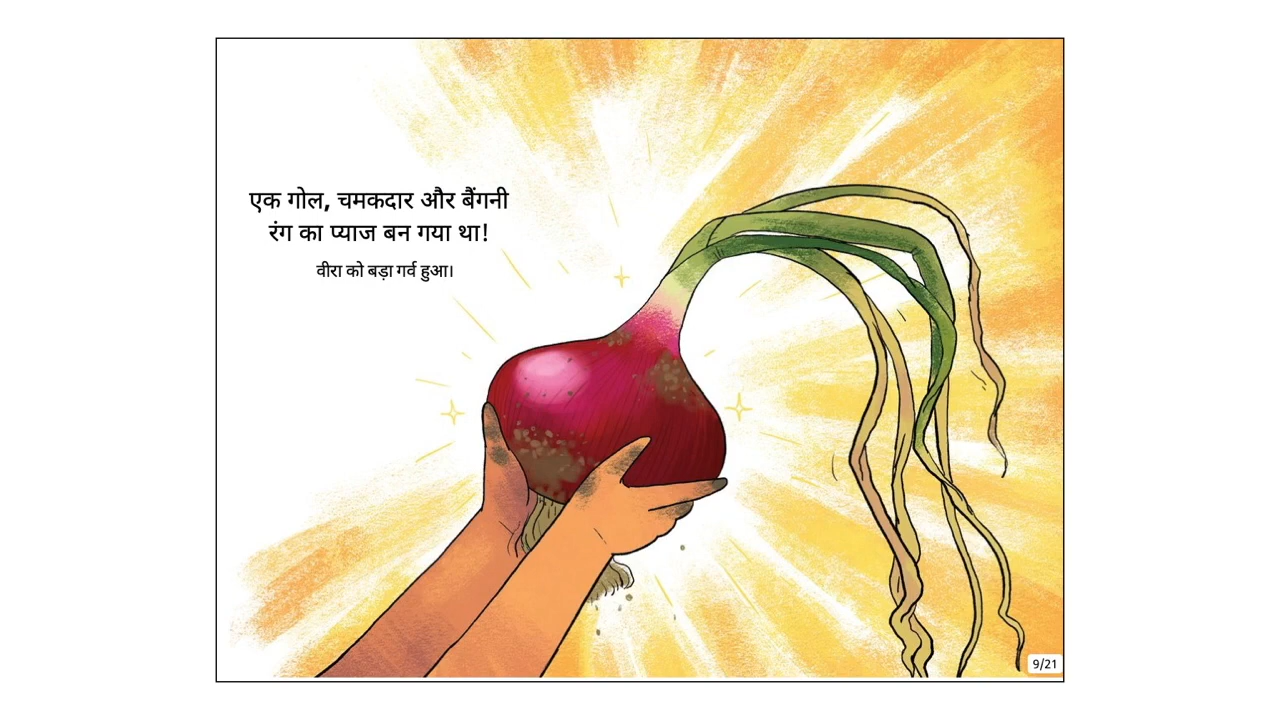 एक गोल, चमकदार और बैंगनी
रंग का प्याज बन गया था!
वीरा को बड़ा गर्व हुआ।
9/21